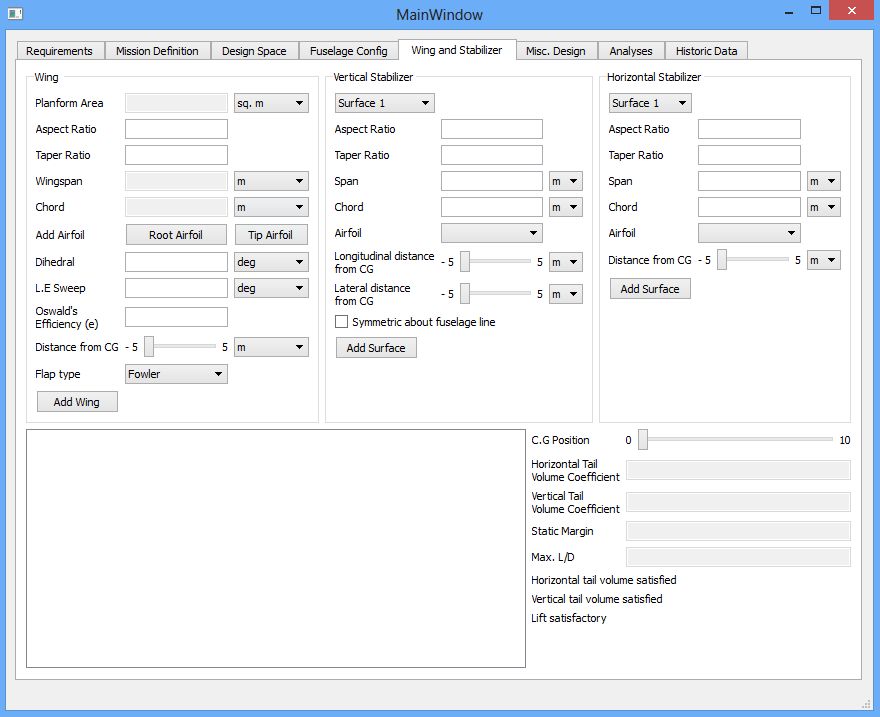 MainWindow
Requirements
Mission Definition
Design Space
Fuselage Config
Wing and Stabilizer
Misc. Design
Analyses
Historic Data
Wing
Planform Area
sq. m
Aspect Ratio
Taper Ratio
Wingspan
m
Chord
m
Add Airfoil
Root Airfoil
Tip Airfoil
Dihedral
deg
L.E Sweep
deg
Oswald's
Efficiency (e)
Distance from CG - 5 5 m
Flap type
Fowler
Add Wing
Vertical Stabilizer
Surface 1
Aspect Ratio
Taper Ratio
Span
m
Chord
m
Airfoil
Longitudinal distance
from CG
- 5 5 m
Lateral distance
from CG
- 5 5 m
Symmetric about fuselage line
Add Surface
Horizontal Stabilizer
Surface 1
Aspect Ratio
Taper Ratio
Span
m
Chord
m
Airfoil
Distance from CG - 5 5 m
Add Surface
C.G Position 0 10
Horizontal Tail
Volume Coefficient
Vertical Tail
Volume Coefficient
Static Margin
Max. L/D
Horizontal tail volume satisfied
Vertical tail volume satisfied
Lift satisfactory